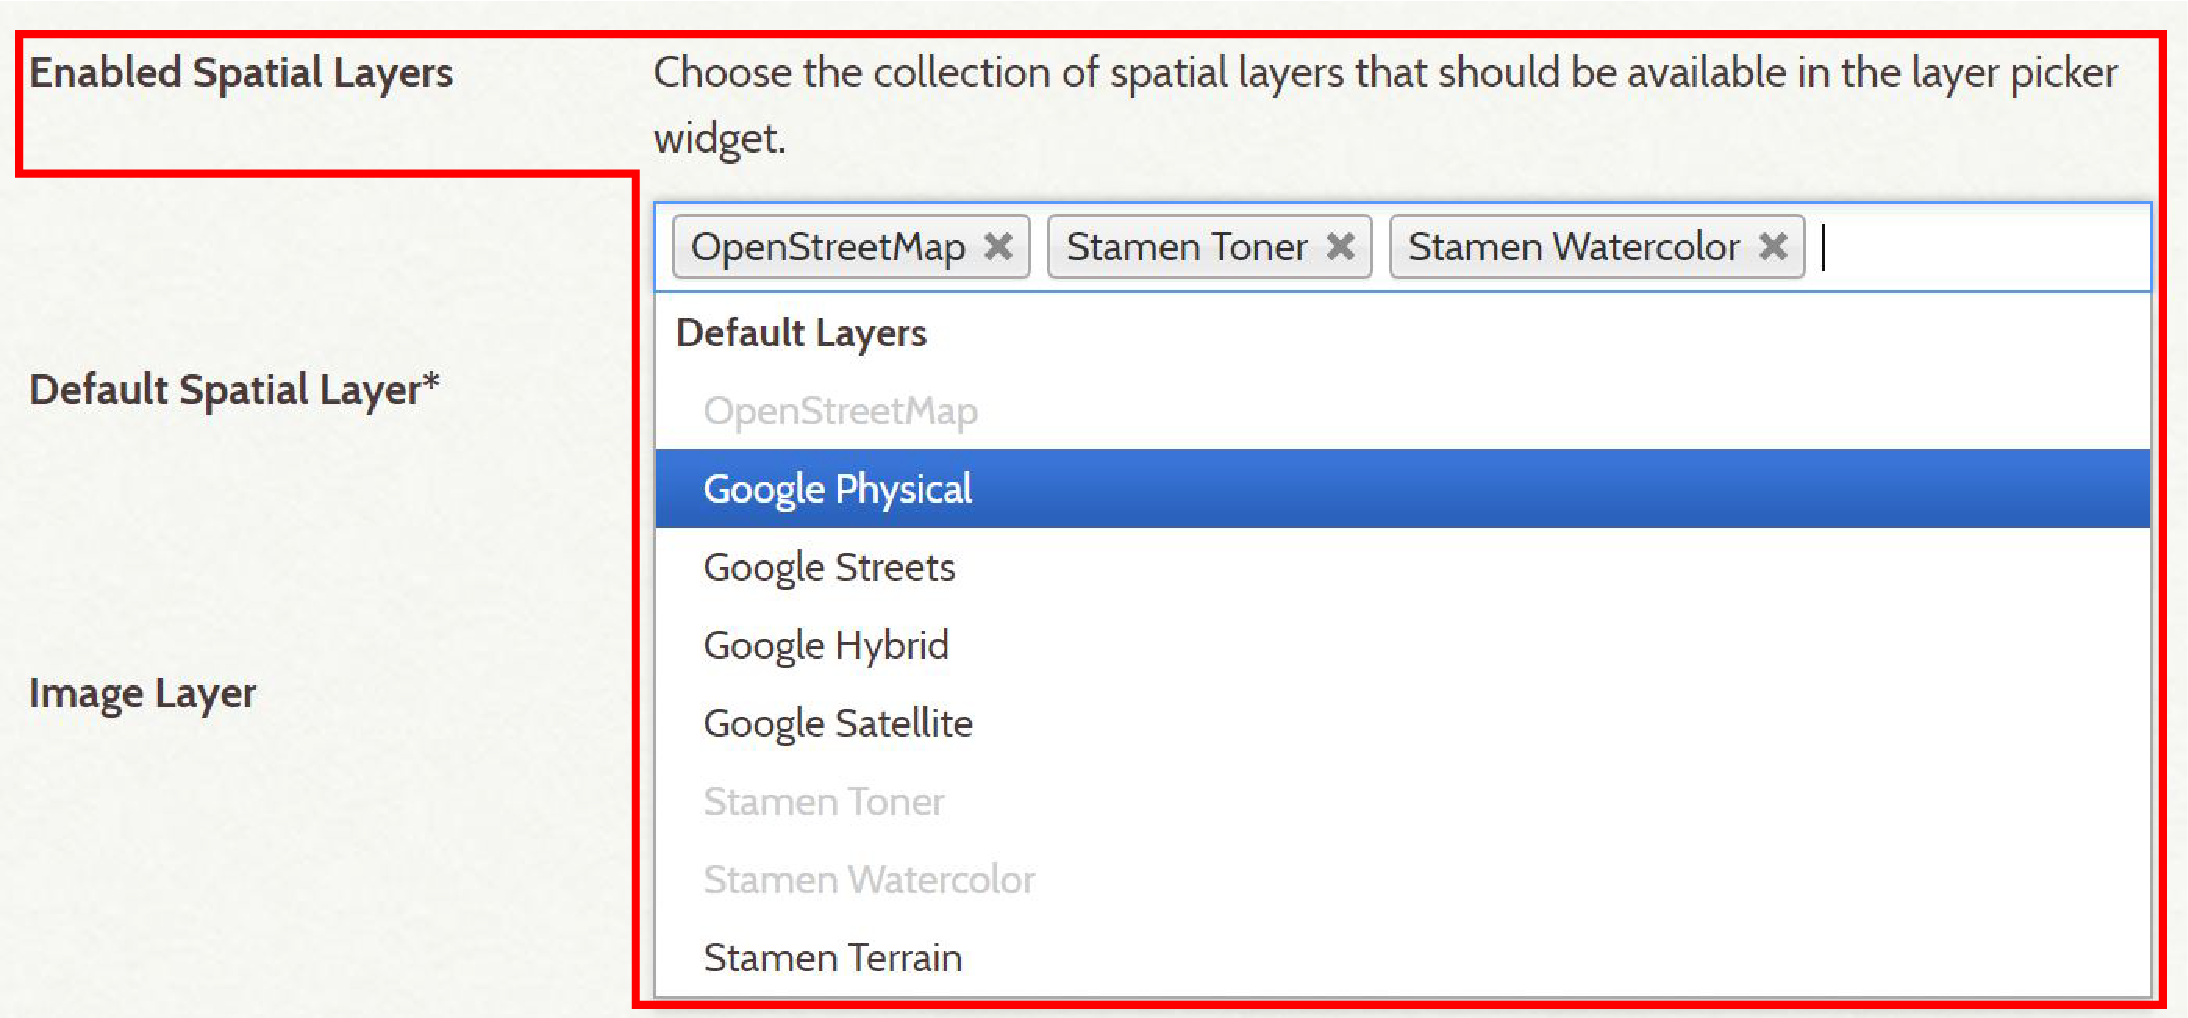 Enabled Spatial Layers
Choose the collection of spatial layers that should be available in the layer picker
widget.
OpenStreetMap Stamen Toner Stamen Watercolor
Default Layers
Default Spatial Layer*
OpenStreetMap
Google Physical
Google Streets
Google Hybrid
Image Layer
Google Satellite
Stamen Toner
Stamen Watercolor
Stamen Terrain